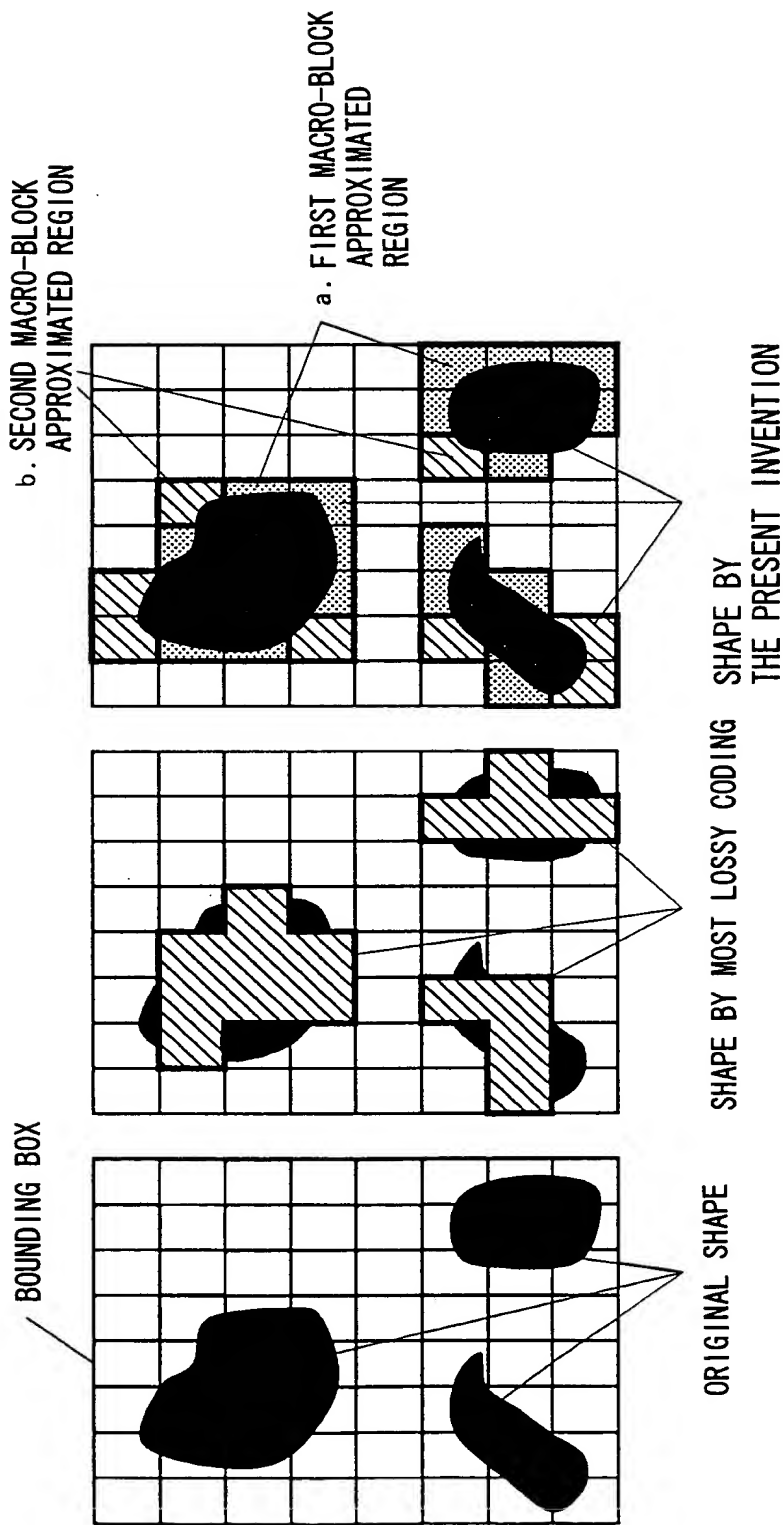 BOUNDING BOX
ORIGINAL SHAPE
SHAPE BY MOST LOSSY CODING
SHAPE BY
THE PRESENT INVENTION
b. SECOND MACRO-BLOCK
APPROXIMATED REGION
a. FIRST MACRO-BLOCK
APPROXIMATED
REGION